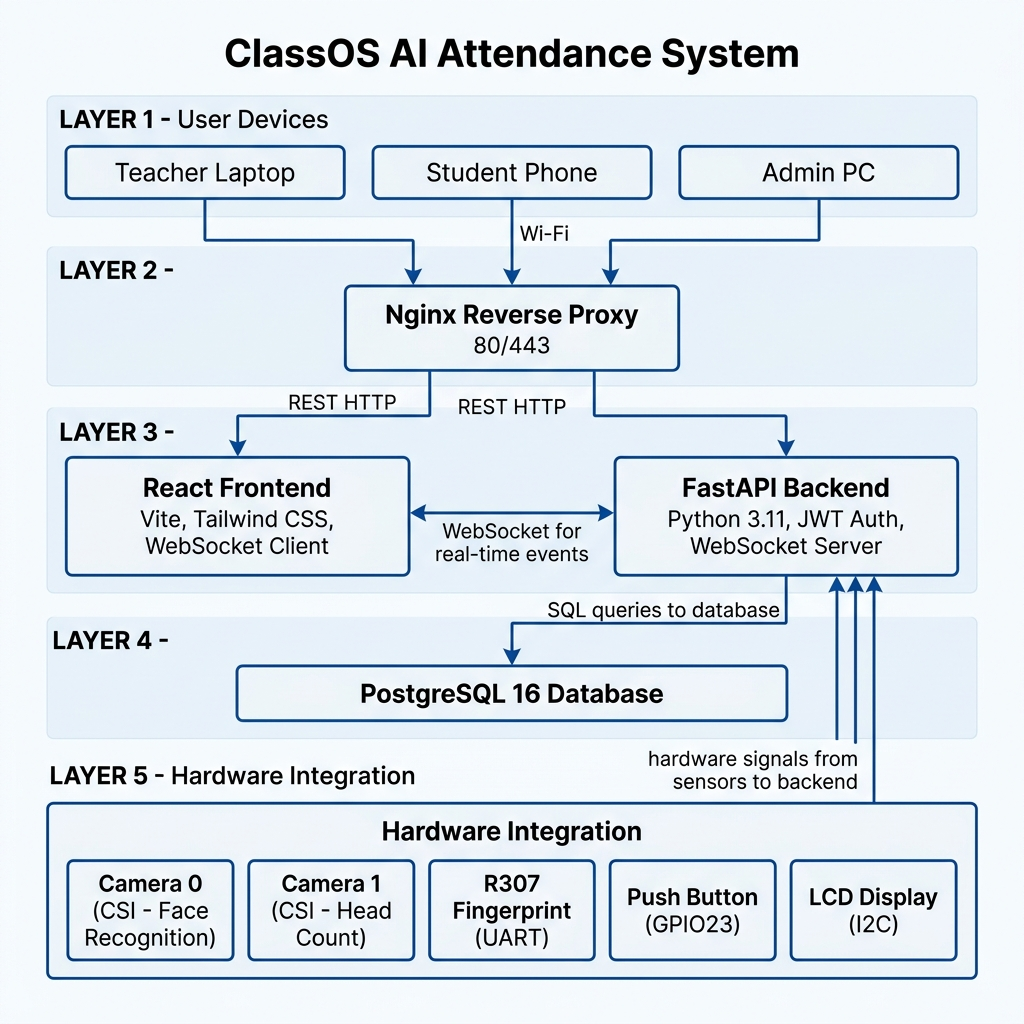 ClassOS AI Attendance System
LAYER 1 - User Devices
Teacher Laptop
Student Phone
Admin PC
Wi-Fi
LAYER 2 -
Nginx Reverse Proxy
80/443
REST HTTP
REST HTTP
LAYER 3 -
React Frontend
Vite, Tailwind CSS,
WebSocket Client
WebSocket for
real-time events
FastAPI Backend
Python 3.11, JWT Auth,
WebSocket Server
SQL queries to database
LAYER 4 -
PostgreSQL 16 Database
hardware signals from
sensors to backend
LAYER 5 - Hardware Integration
Hardware Integration
Camera 0
(CSI - Face
Recognition)
Camera 1
(CSI - Head
Count)
R307
Fingerprint
(UART)
Push Button
(GPIO23)
LCD Display
(I2C)